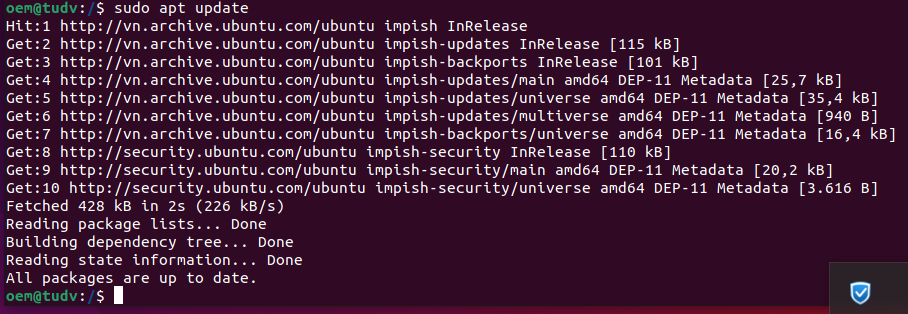 oem@tudv:/$ sudo apt update
Hit:1 http://vn.archive.ubuntu.com/ubuntu impish InRelease
Get:2 http://vn.archive.ubuntu.com/ubuntu impish-updates InRelease [115 kB]
Get:3 http://vn.archive.ubuntu.com/ubuntu impish-backports InRelease [101 kB]
Get:4 http://vn.archive.ubuntu.com/ubuntu impish-updates/main amd64 DEP-11 Metadata [25,7 kB]
Get:5 http://vn.archive.ubuntu.com/ubuntu impish-updates/universe amd64 DEP-11 Metadata [35,4 kB]
Get:6 http://vn.archive.ubuntu.com/ubuntu impish-updates/multiverse amd64 DEP-11 Metadata [940 B]
Get:7 http://vn.archive.ubuntu.com/ubuntu impish-backports/universe amd64 DEP-11 Metadata [16,4 kB]
Get:8 http://security.ubuntu.com/ubuntu impish-security InRelease [110 kB]
Get:9 http://security.ubuntu.com/ubuntu impish-security/main amd64 DEP-11 Metadata [20,2 kB]
Get:10 http://security.ubuntu.com/ubuntu impish-security/universe amd64 DEP-11 Metadata [3.616 B]
Fetched 428 kB in 2s (226 kB/s)
Reading package lists... Done
Building dependency tree... Done
Reading state information... Done
All packages are up to date.
oem@tudv:/$